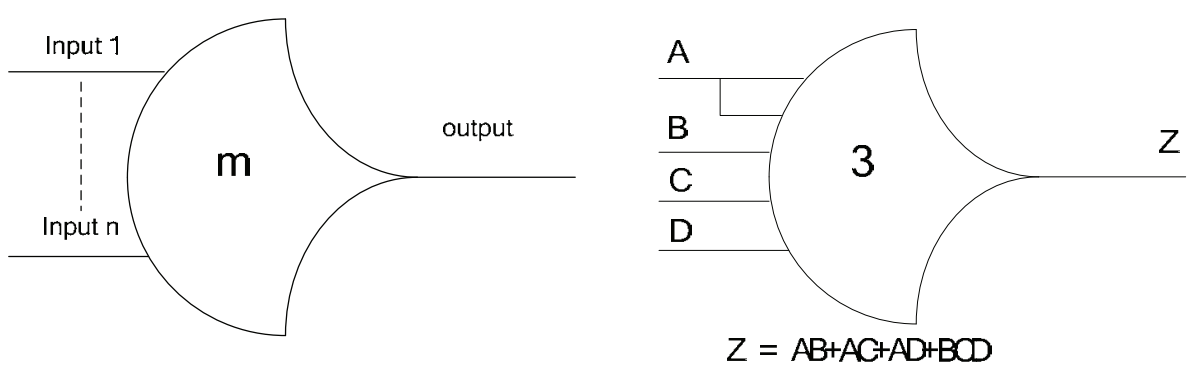 Input 1
Input n
m
output
A
B
C
D
3
Z
Z = AB+AC+AD+BCD